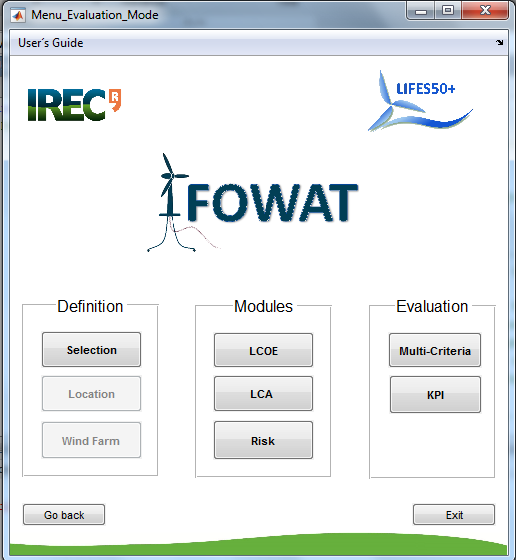 Menu_Evaluation_Mode
User´s Guide
IREC R
LIFES50+
FOWAT
Definition
Selection
Location
Wind Farm
Modules
LCOE
LCA
Risk
Evaluation
Multi-Criteria
KPI
Go back
Exit